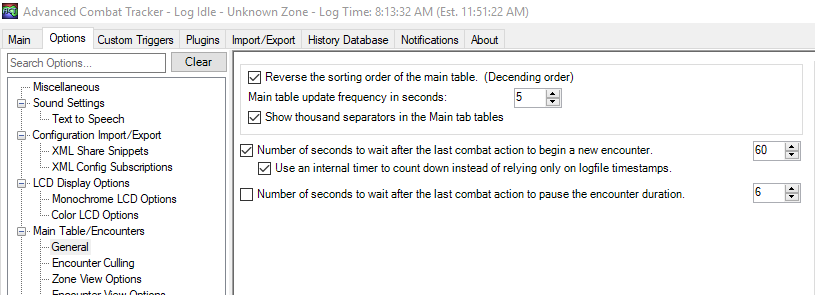 Advanced Combat Tracker - Log Idle - Unknown Zone - Log Time: 8:13:32 AM (Est. 11:51:22 AM)
Main Options Custom Triggers Plugins Import/Export History Database Notifications About
Search Options... Clear
Miscellaneous
Sound Settings
Text to Speech
Configuration Import/Export
XML Share Snippets
XML Config Subscriptions
LCD Display Options
Monochrome LCD Options
Color LCD Options
Main Table/Encounters
General
Encounter Culling
Zone View Options
Encounter View Options
Reverse the sorting order of the main table. (Decending order)
Main table update frequency in seconds: 5
Show thousand separators in the Main tab tables
Number of seconds to wait after the last combat action to begin a new encounter. 60
Use an internal timer to count down instead of relying only on logfile timestamps.
Number of seconds to wait after the last combat action to pause the encounter duration. 6